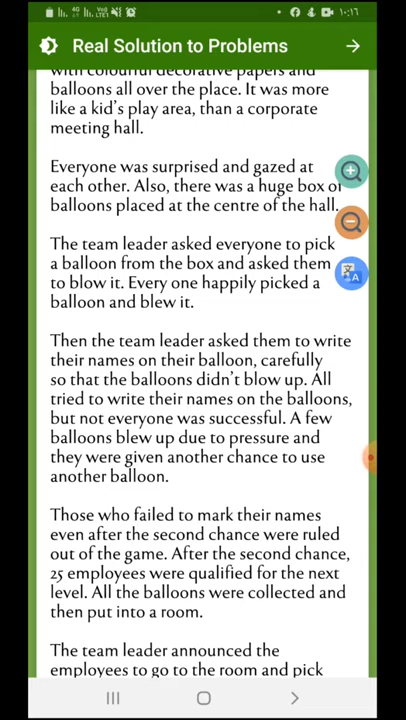 ১০:১৬
Real Solution to Problems
with colourful decorative papers and
balloons all over the place. It was more
like a kid's play area, than a corporate
meeting hall.
Everyone was surprised and gazed at
each other. Also, there was a huge box of
balloons placed at the centre of the hall.
The team leader asked everyone to pick
a balloon from the box and asked them
to blow it. Every one happily picked a
balloon and blew it.
Then the team leader asked them to write
their names on their balloon, carefully
so that the balloons didn't blow up. All
tried to write their names on the balloons,
but not everyone was successful. A few
balloons blew up due to pressure and
they were given another chance to use
another balloon.
Those who failed to mark their names
even after the second chance were ruled
out of the game. After the second chance,
25 employees were qualified for the next
level. All the balloons were collected and
then put into a room.
The team leader announced the
employees to go to the room and pick